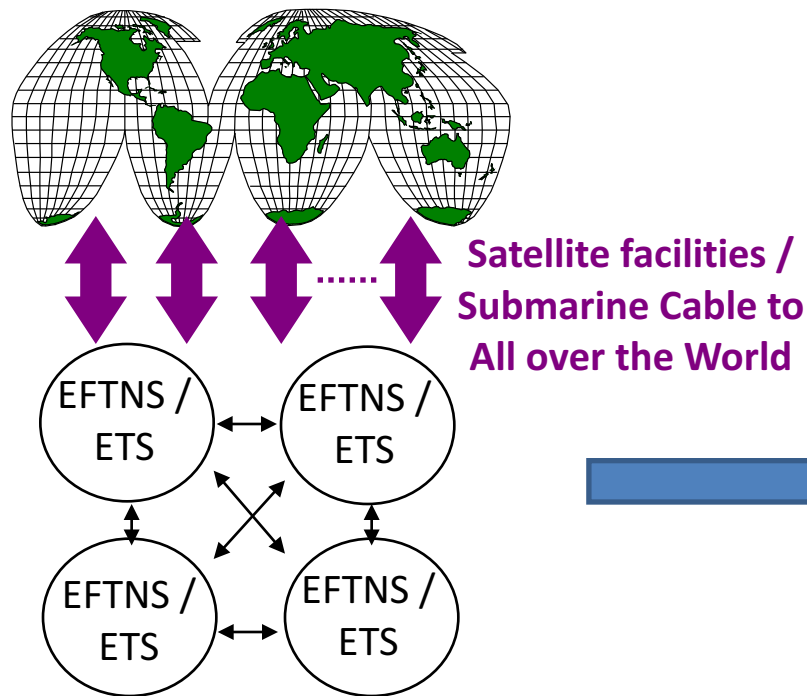 Satellite facilities /
Submarine Cable to
All over the World
EFTNS /
ETS
EFTNS /
ETS
EFTNS /
ETS
EFTNS /
ETS